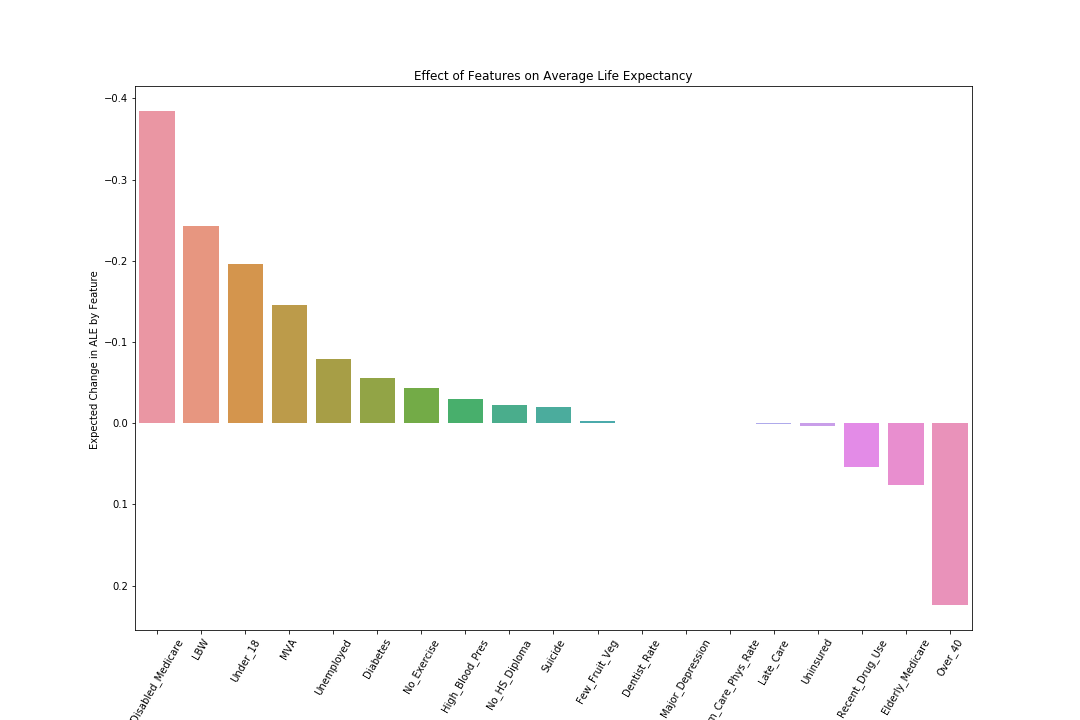 Effect of Features on Average Life Expectancy
Expected Change in ALE by Feature
−0.4
−0.3
−0.2
−0.1
0.0
0.1
0.2
Disabled_Medicare
LBW
Under_18
MVA
Unemployed
Diabetes
No_Exercise
High_Blood_Pres
No_HS_Diploma
Suicide
Few_Fruit_Veg
Dentist_Rate
Major_Depression
m_Care_Phys_Rate
Late_Care
Uninsured
Recent_Drug_Use
Elderly_Medicare
Over_40